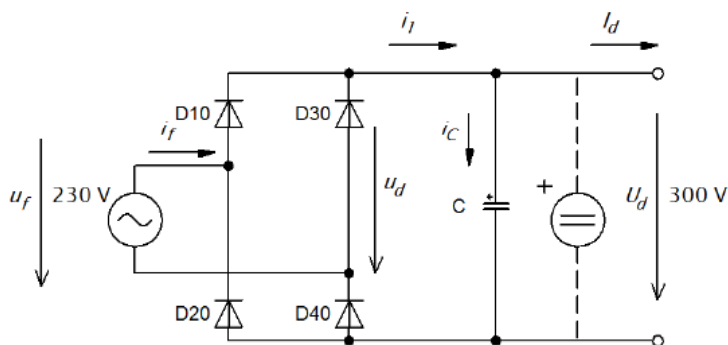 i1 Id
D10 D30
if iC
uf 230 V ud + C Ud 300 V
D20 D40